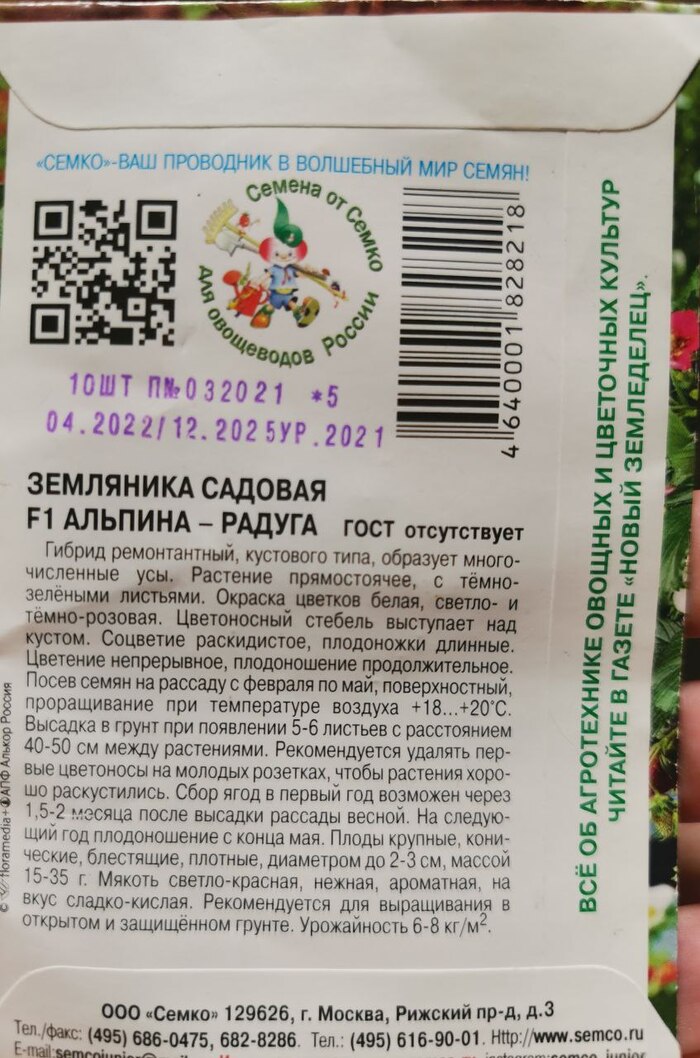 «СЕМКО»-ВАШ ПРОВОДНИК В ВОЛШЕБНЫЙ МИР СЕМЯН!
Семена от Семко
для овощеводов России
4 640001 828218
10ШТ П№032021 *5
04.2022/12.2025УР.2021
ЗЕМЛЯНИКА САДОВАЯ
F1 АЛЬПИНА – РАДУГА ГОСТ отсутствует
Гибрид ремонтантный, кустового типа, образует много-
численные усы. Растение прямостоячее, с тёмно-
зелёными листьями. Окраска цветков белая, светло- и
тёмно-розовая. Цветоносный стебель выступает над
кустом. Соцветие раскидистое, плодоножки длинные.
Цветение непрерывное, плодоношение продолжительное.
Посев семян на рассаду с февраля по май, поверхностный,
проращивание при температуре воздуха +18...+20°С.
Высадка в грунт при появлении 5-6 листьев с расстоянием
40-50 см между растениями. Рекомендуется удалять пер-
вые цветоносы на молодых розетках, чтобы растения хоро-
шо раскустились. Сбор ягод в первый год возможен через
1,5-2 месяца после высадки рассады весной. На следую-
щий год плодоношение с конца мая. Плоды крупные, кони-
ческие, блестящие, плотные, диаметром до 2-3 см, массой
15-35 г. Мякоть светло-красная, нежная, ароматная, на
вкус сладко-кислая. Рекомендуется для выращивания в
открытом и защищённом грунте. Урожайность 6-8 кг/м².
ВСЁ ОБ АГРОТЕХНИКЕ ОВОЩНЫХ И ЦВЕТОЧНЫХ КУЛЬТУР
ЧИТАЙТЕ В ГАЗЕТЕ «НОВЫЙ ЗЕМЛЕДЕЛЕЦ».
© Floramedia+©АПФ Алькор Россия
ООО «Семко» 129626, г. Москва, Рижский пр-д, д.3
Тел./факс: (495) 686-0475, 682-8286. Тел.: (495) 616-90-01. Http://www.semco.ru
E-mail: